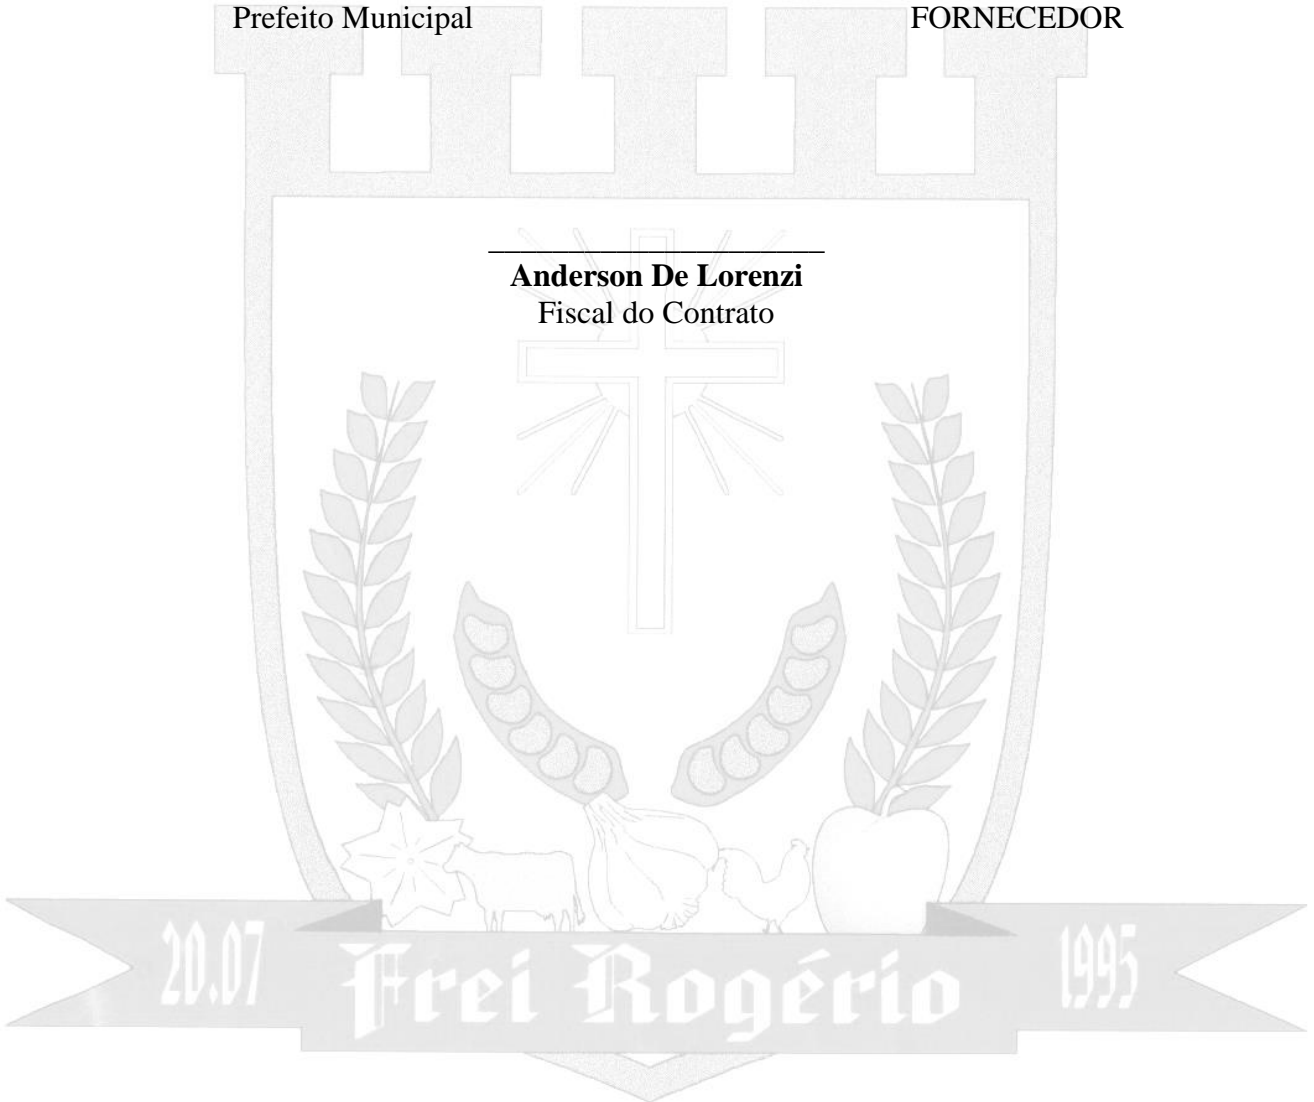 Prefeito Municipal FORNECEDOR
Anderson De Lorenzi
Fiscal do Contrato
20.07 Frei Rogério 1995